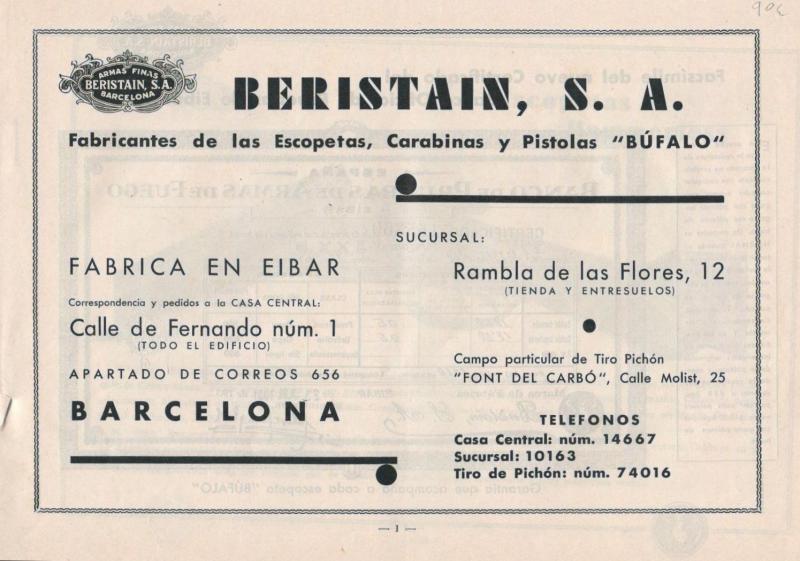 ARMAS FINAS
BERISTAIN, S.A.
BARCELONA
BERISTAIN, S. A.
Fabricantes de las Escopetas, Carabinas y Pistolas "BÚFALO"
FABRICA EN EIBAR
Correspondencia y pedidos a la CASA CENTRAL:
Calle de Fernando núm. 1
(TODO EL EDIFICIO)
APARTADO DE CORREOS 656
BARCELONA
SUCURSAL:
Rambla de las Flores, 12
(TIENDA Y ENTRESUELOS)
Campo particular de Tiro Pichón
"FONT DEL CARBÓ", Calle Molist, 25
TELEFONOS
Casa Central: núm. 14667
Sucursal: 10163
Tiro de Pichón: núm. 74016
— 1 —